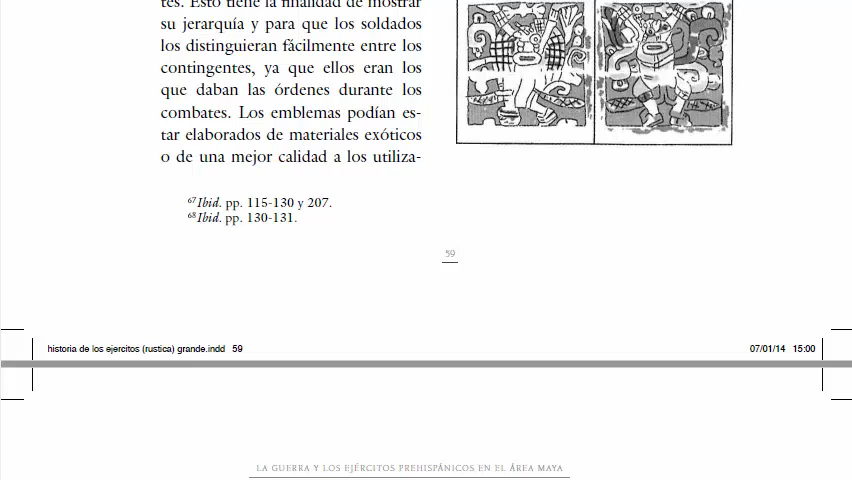 tes. Esto tiene la finalidad de mostrar
su jerarquía y para que los soldados
los distinguieran fácilmente entre los
contingentes, ya que ellos eran los
que daban las órdenes durante los
combates. Los emblemas podían es-
tar elaborados de materiales exóticos
o de una mejor calidad a los utiliza-
67 Ibid. pp. 115-130 y 207.
68 Ibid. pp. 130-131.
59
historia de los ejercitos (rustica) grande.indd 59
07/01/14 15:00
LA GUERRA Y LOS EJÉRCITOS PREHISPÁNICOS EN EL ÁREA MAYA